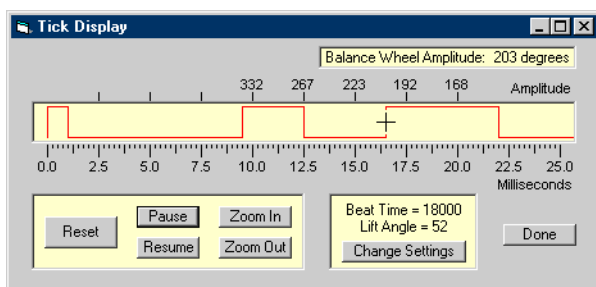 Tick Display
Balance Wheel Amplitude: 203 degrees
332 267 223 192 168 Amplitude
0.0 2.5 5.0 7.5 10.0 12.5 15.0 17.5 20.0 22.5 25.0
Milliseconds
Reset
Pause
Zoom In
Resume
Zoom Out
Beat Time = 18000
Lift Angle = 52
Change Settings
Done